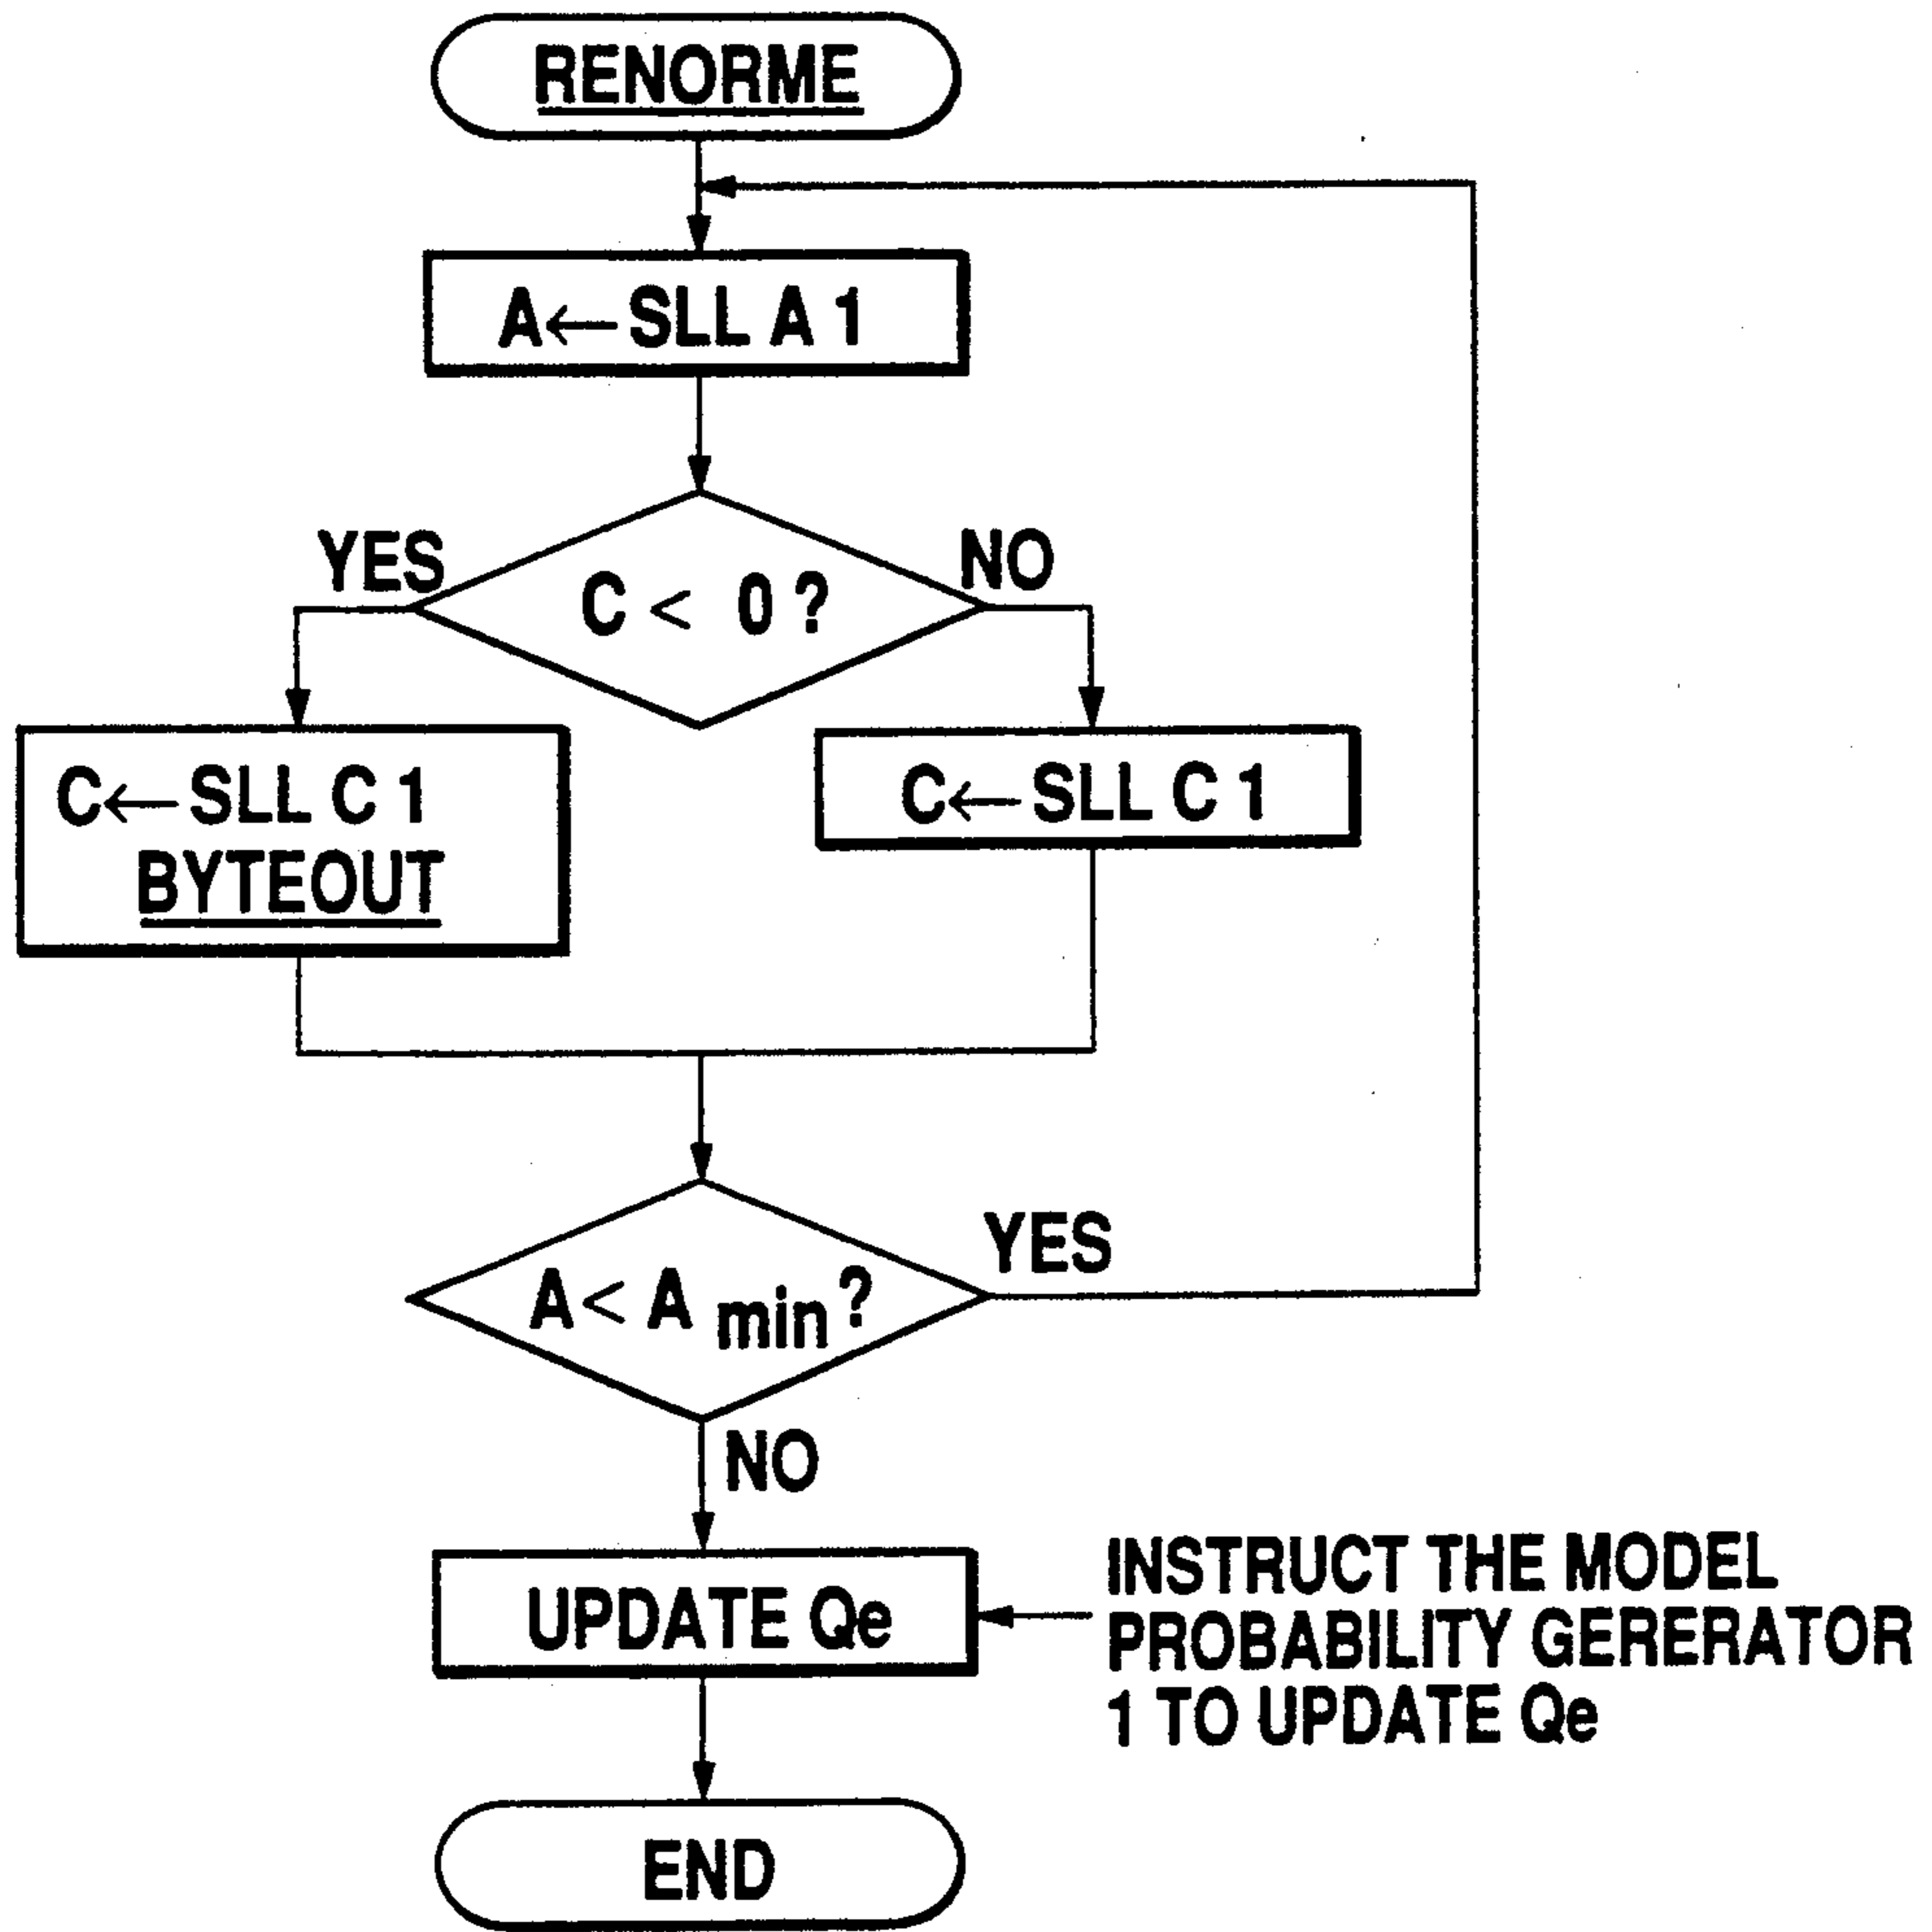 RENORME
A←SLL A 1
YES
NO
C < 0 ?
C←SLL C 1
BYTEOUT
C←SLL C 1
A< A min?
YES
NO
UPDATE Qe
INSTRUCT THE MODEL
PROBABILITY GERERATOR
1 TO UPDATE Qe
END